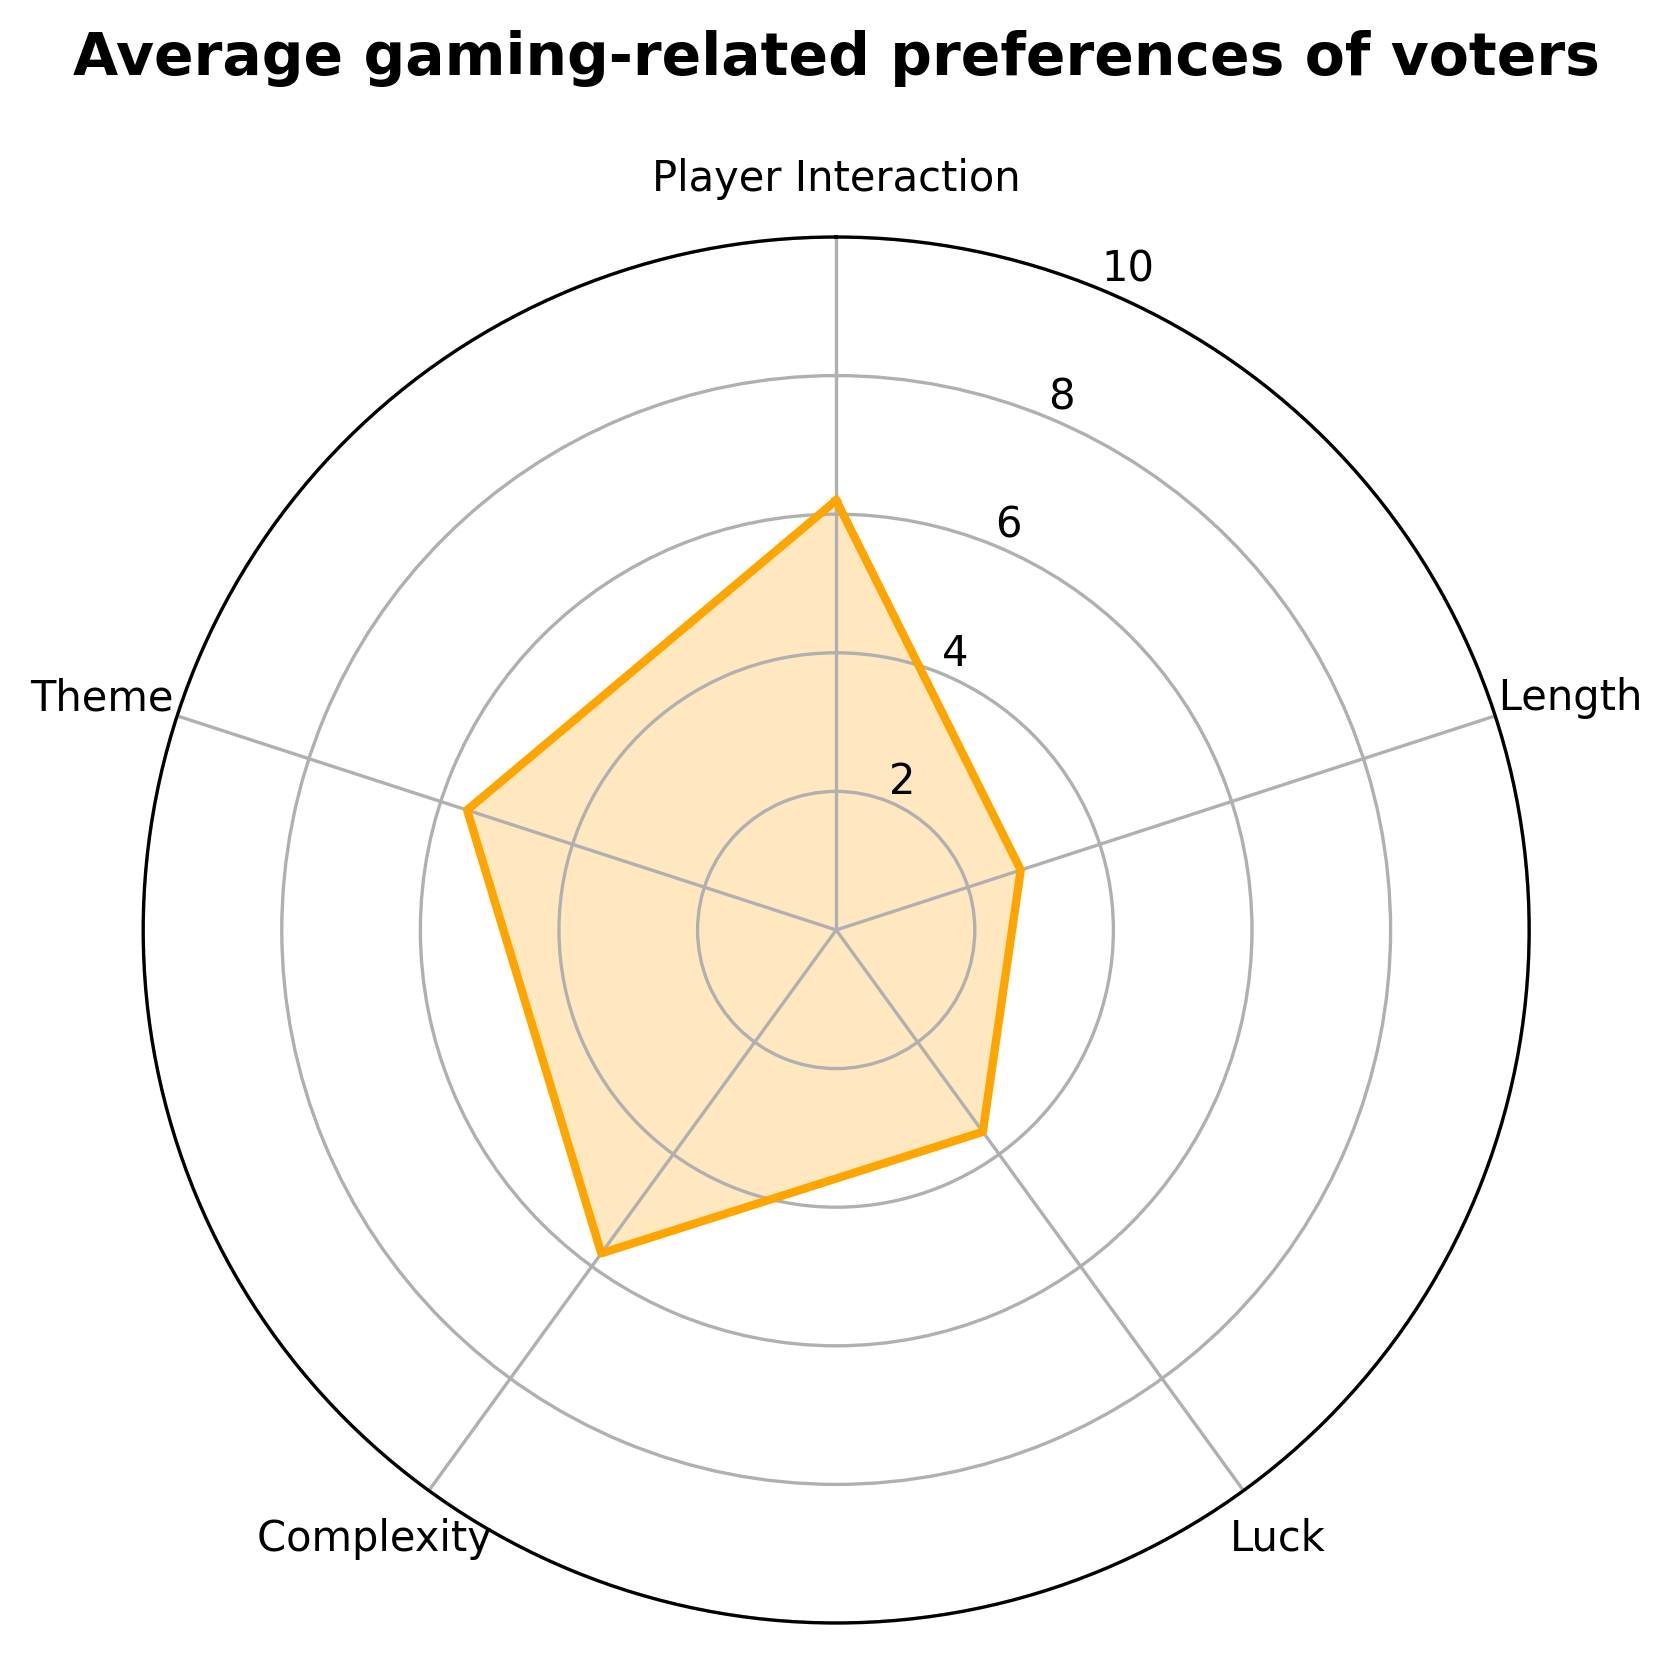 Average gaming-related preferences of voters
Player Interaction
10
8
6
4
2
Theme
Length
Complexity
Luck